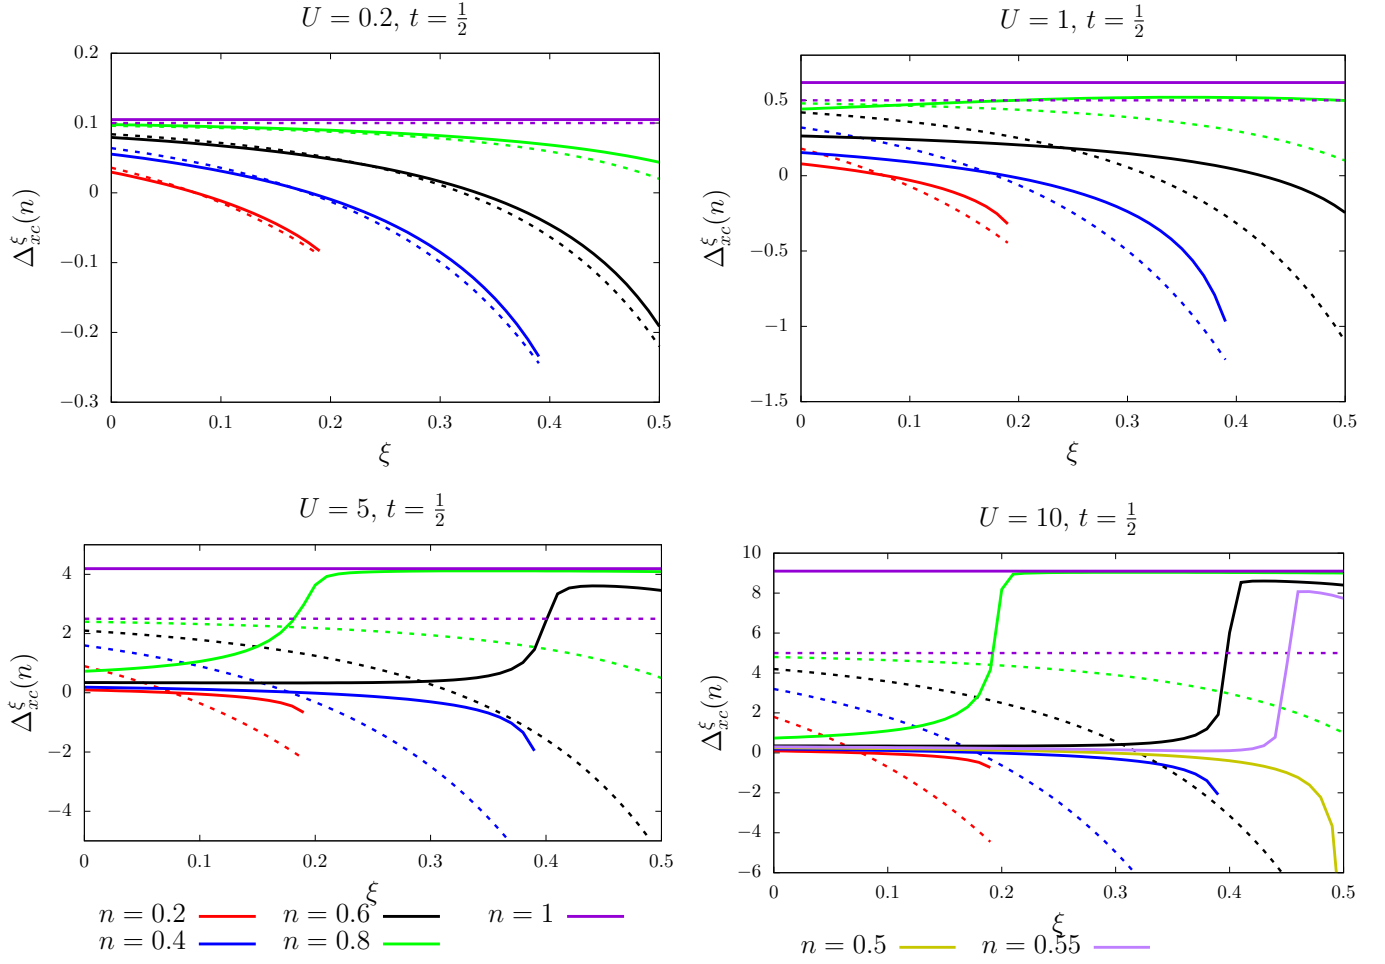 U = 0.2, t = 1/2
0.2
0.1
0
−0.1
−0.2
−0.3
Δ^ξ_xc(n)
0 0.1 0.2 0.3 0.4 0.5
ξ
U = 1, t = 1/2
0.5
0
−0.5
−1
−1.5
Δ^ξ_xc(n)
0 0.1 0.2 0.3 0.4 0.5
ξ
U = 5, t = 1/2
4
2
0
−2
−4
Δ^ξ_xc(n)
0 0.1 0.2 0.3 0.4 0.5
ξ
n = 0.2 n = 0.6 n = 1
n = 0.4 n = 0.8
U = 10, t = 1/2
10
8
6
4
2
0
−2
−4
−6
Δ^ξ_xc(n)
0 0.1 0.2 0.3 0.4 0.5
ξ
n = 0.5 n = 0.55